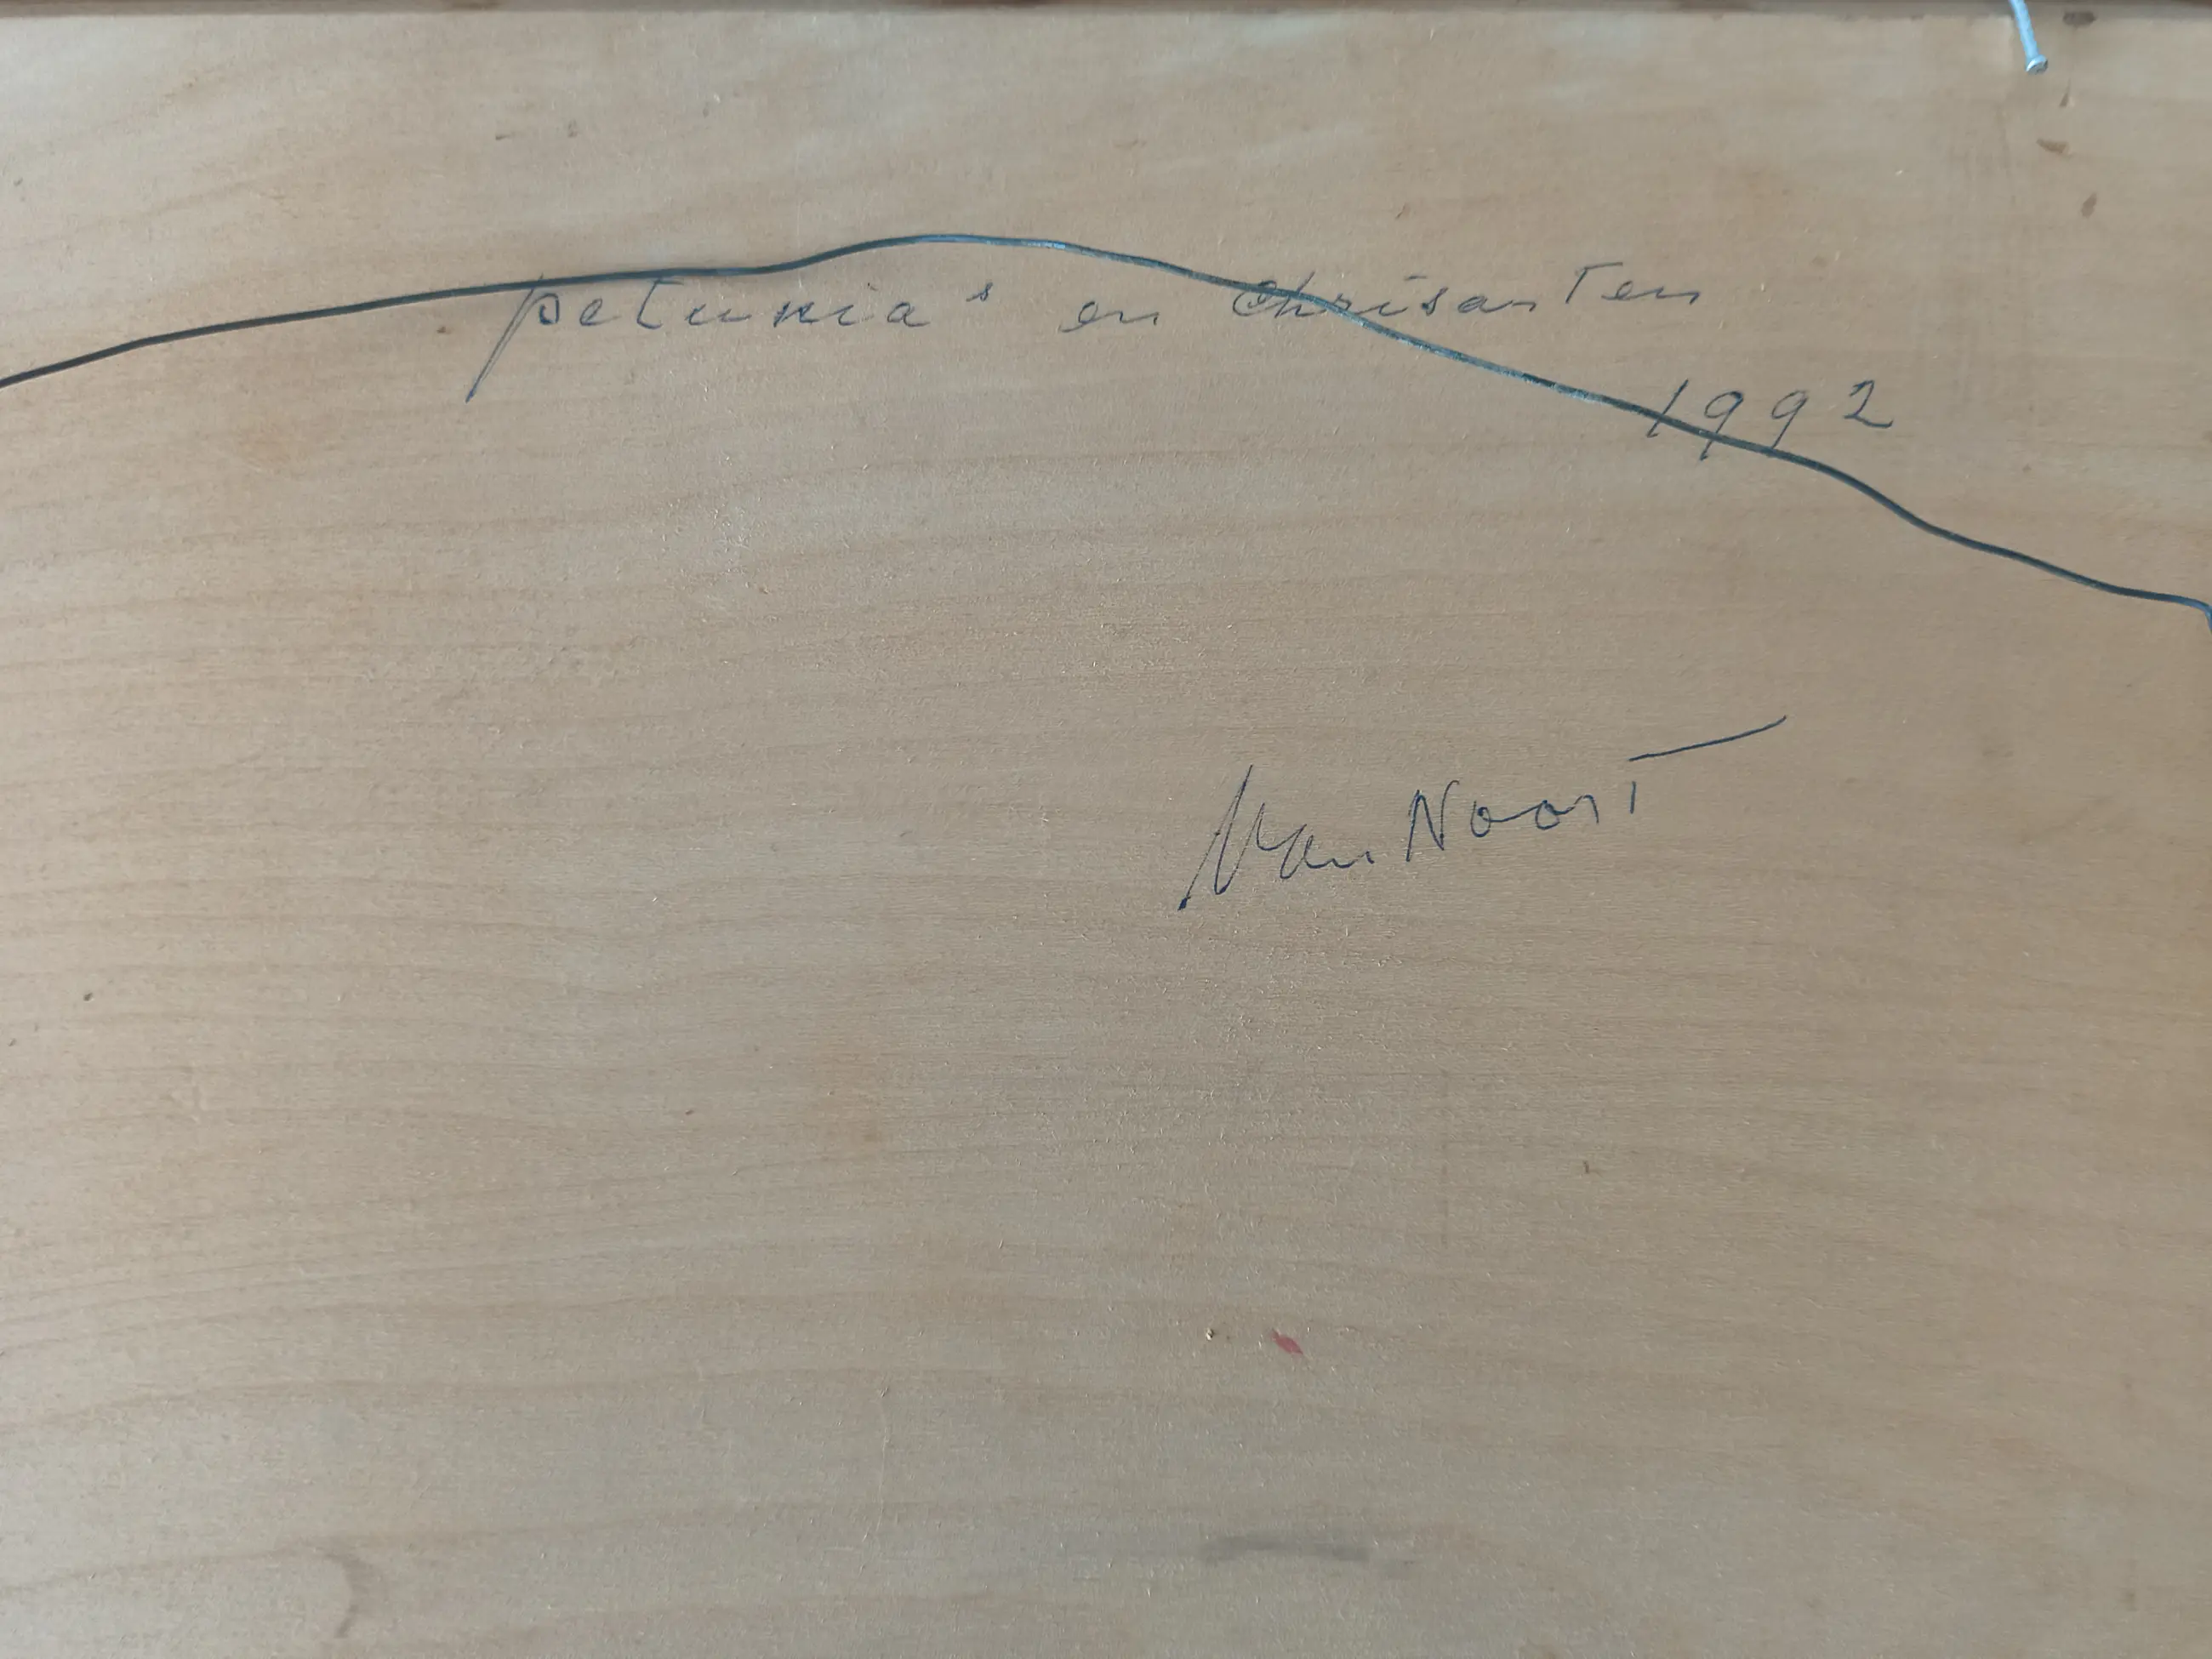 petunia's en Chrisanten
1992
Van Noort